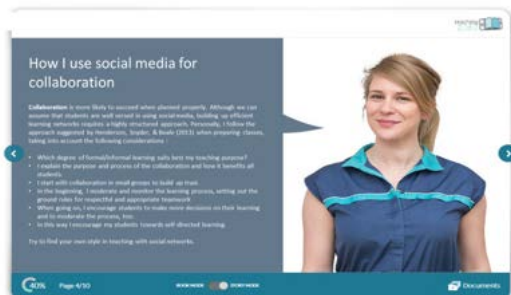 teaching
How I use social media for
collaboration
Collaboration is more likely to succeed when planned properly. Although we can
assume that students are well versed in using social media, building up efficient
learning networks requires a highly structured approach. Personally, I follow the
approach suggested by Henderson, Snyder, & Beale (2013) when preparing classes,
taking into account the following considerations :
• Which degree of formal/informal learning suits best my teaching purpose?
• I explain the purpose and process of the collaboration and how it benefits all
students.
• I start with collaboration in small groups to build up trust.
• In the beginning, I moderate and monitor the learning process, setting out the
ground rules for respectful and appropriate teamwork
• When going on, I encourage students to make more decisions on their learning
and to moderate the process, too.
• In this way I encourage my students towards self-directed learning.
Try to find your own style in teaching with social networks.
40%
Page 4/10
BOOK MODE
STORY MODE
Documents